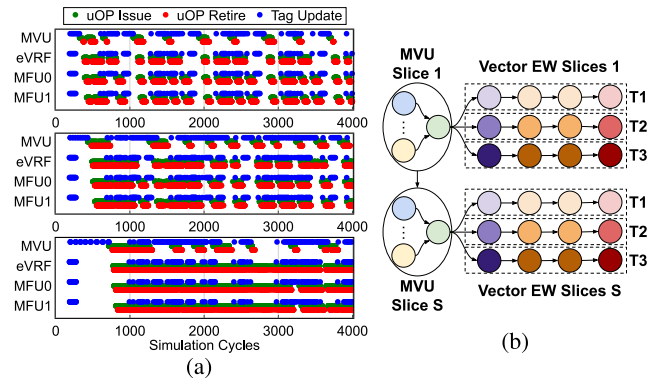 uOP Issue uOP Retire Tag Update
MVU
eVRF
MFU0
MFU1
0 1000 2000 3000 4000
MVU
eVRF
MFU0
MFU1
0 1000 2000 3000 4000
MVU
eVRF
MFU0
MFU1
0 1000 2000 3000 4000
Simulation Cycles
(a)
MVU
Slice 1
Vector EW Slices 1
T1
T2
T3
T1
T2
T3
MVU
Slice S
Vector EW Slices S
(b)